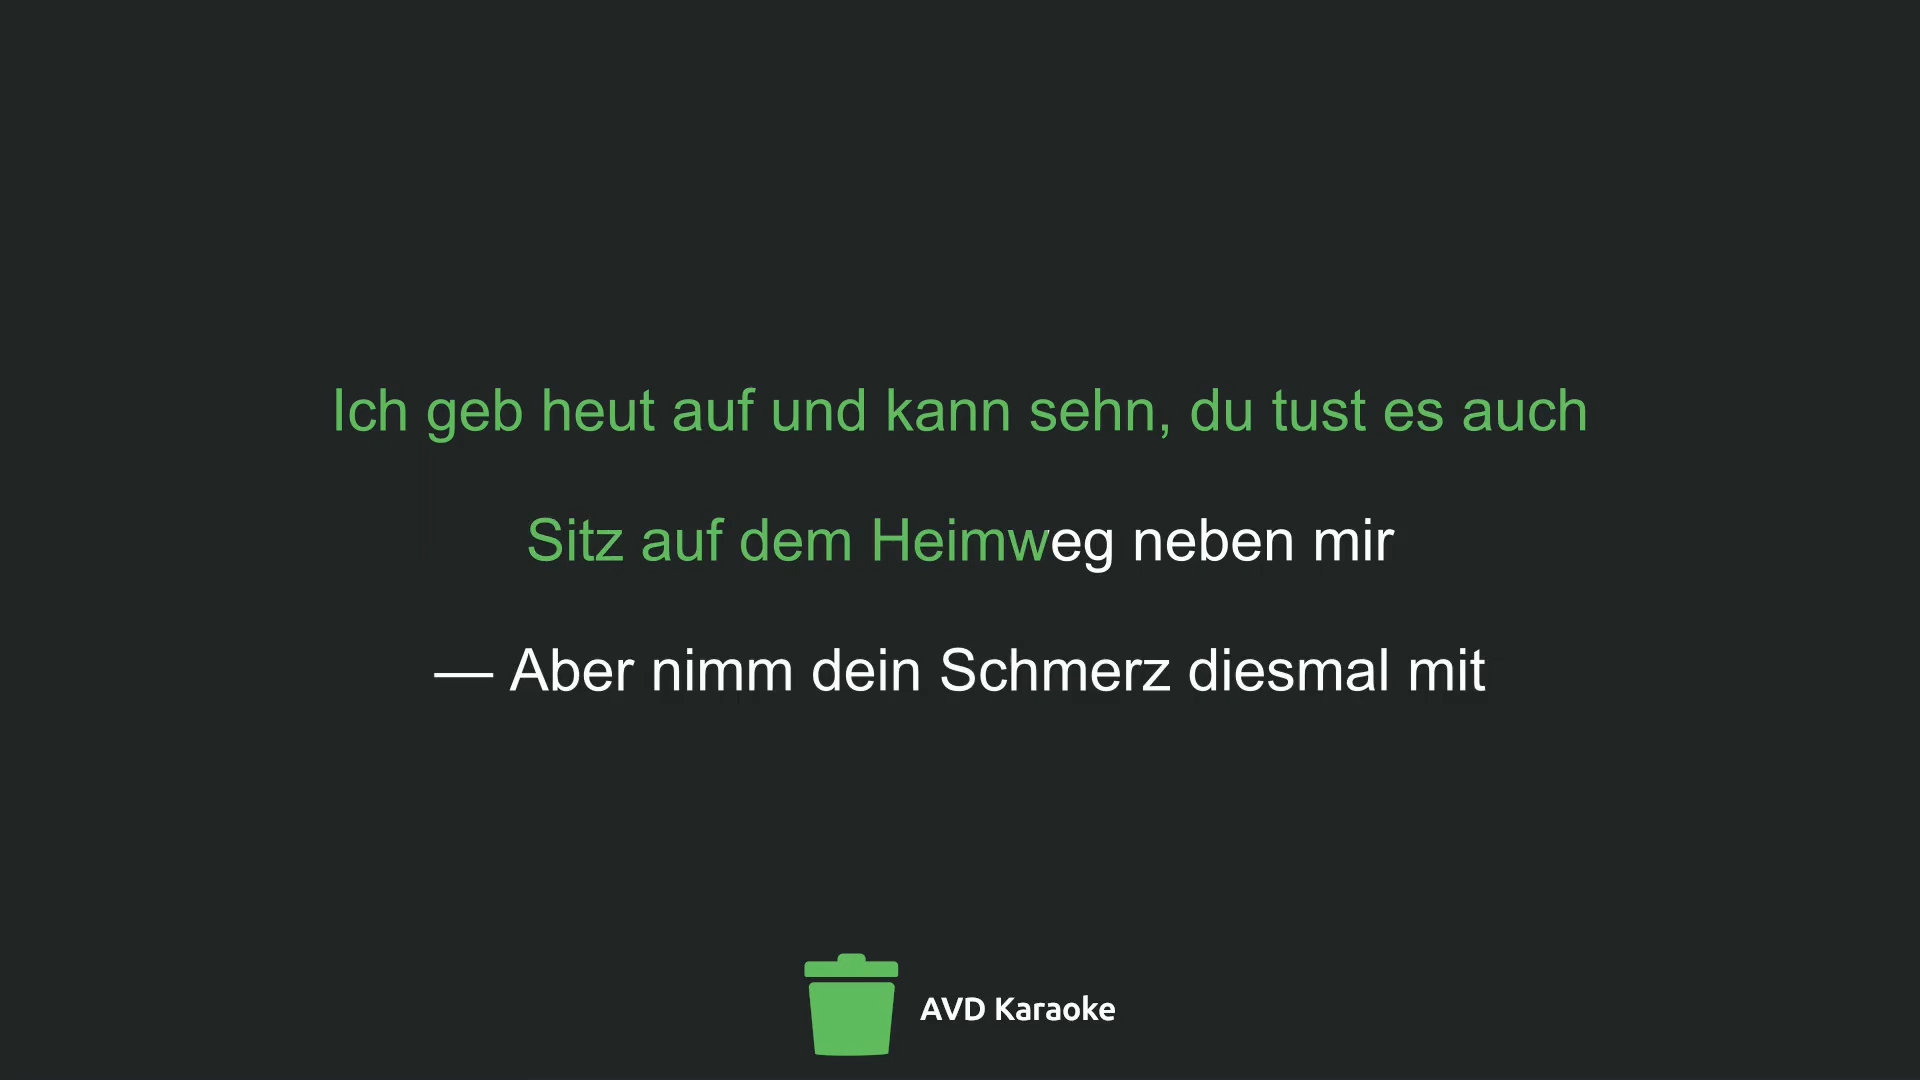 Ich geb heut auf und kann sehn, du tust es auch
Sitz auf dem Heimweg neben mir
— Aber nimm dein Schmerz diesmal mit
AVD Karaoke